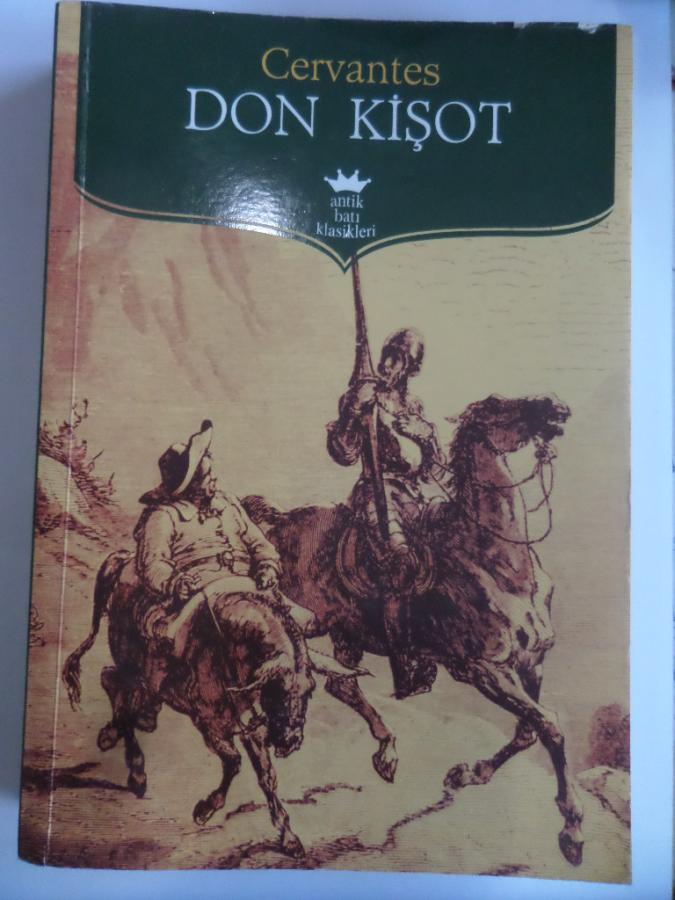 Cervantes
DON KİŞOT
antik
batı
klasikleri